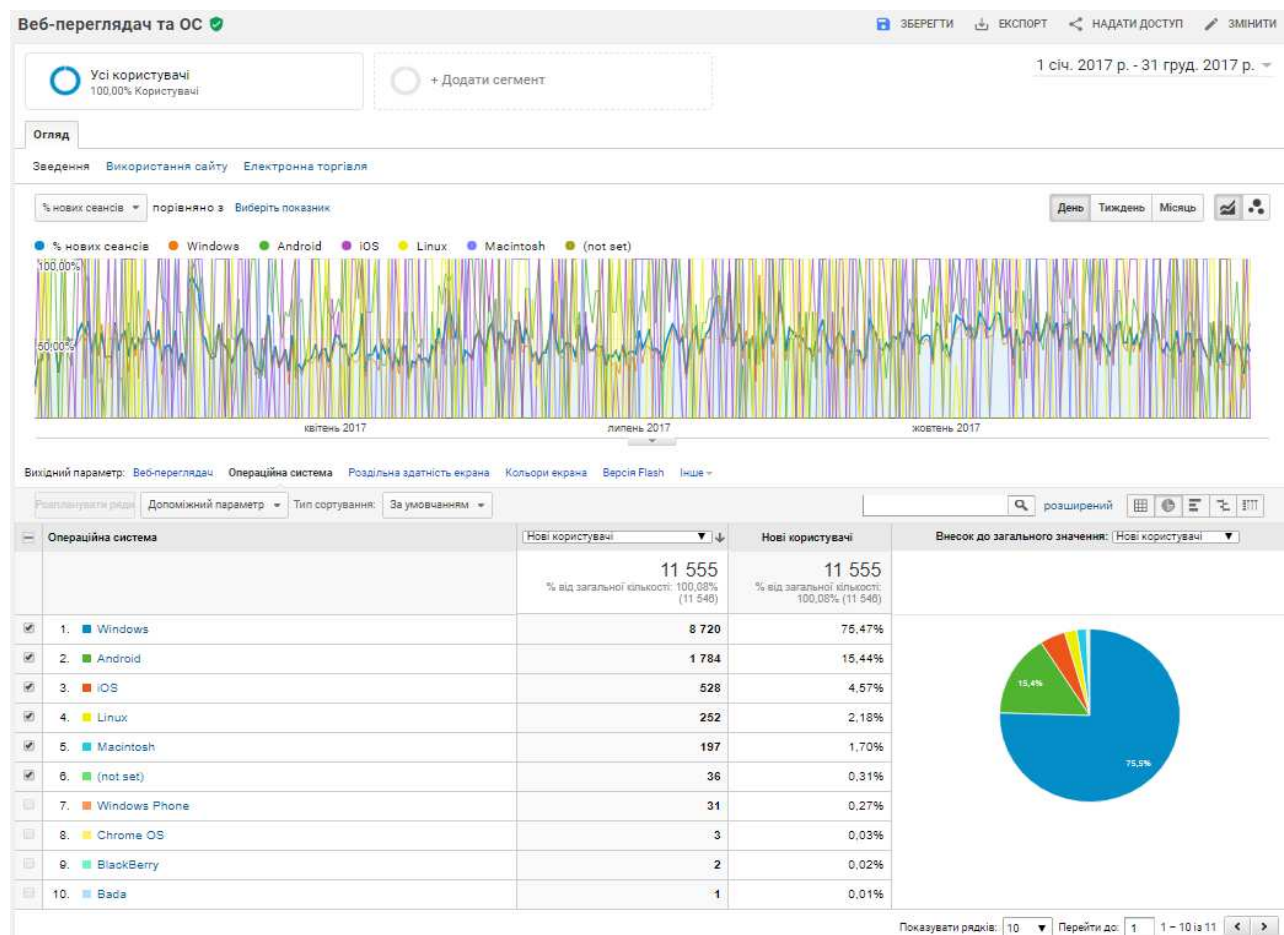 Веб-переглядач та ОС
ЗБЕРЕГТИ ЕКСПОРТ НАДАТИ ДОСТУП ЗМІНИТИ
Усі користувачі
100,00% Користувачі
+ Додати сегмент
1 січ. 2017 р. - 31 груд. 2017 р.
Огляд
Зведення Використання сайту Електронна торгівля
% нових сеансів порівняно з Виберіть показник
День Тиждень Місяць
% нових сеансів Windows Android iOS Linux Macintosh (not set)
100,00%
50,00%
квітень 2017 липень 2017 жовтень 2017
Вихідний параметр: Веб-переглядач Операційна система Роздільна здатність екрана Кольори екрана Версія Flash Інше
Розпланувати ряди Допоміжний параметр Тип сортування: За умовчанням
розширений
Операційна система Нові користувачі Нові користувачі Внесок до загального значення: Нові користувачі
11 555 11 555
% від загальної кількості: 100,08% % від загальної кількості:
(11 546) 100,08% (11 546)
1. Windows 8 720 75,47%
2. Android 1 784 15,44%
3. iOS 528 4,57%
4. Linux 252 2,18%
5. Macintosh 197 1,70%
6. (not set) 36 0,31%
7. Windows Phone 31 0,27%
8. Chrome OS 3 0,03%
9. BlackBerry 2 0,02%
10. Bada 1 0,01%
15,4%
75,5%
Показувати рядків: 10 Перейти до: 1 1 – 10 із 11